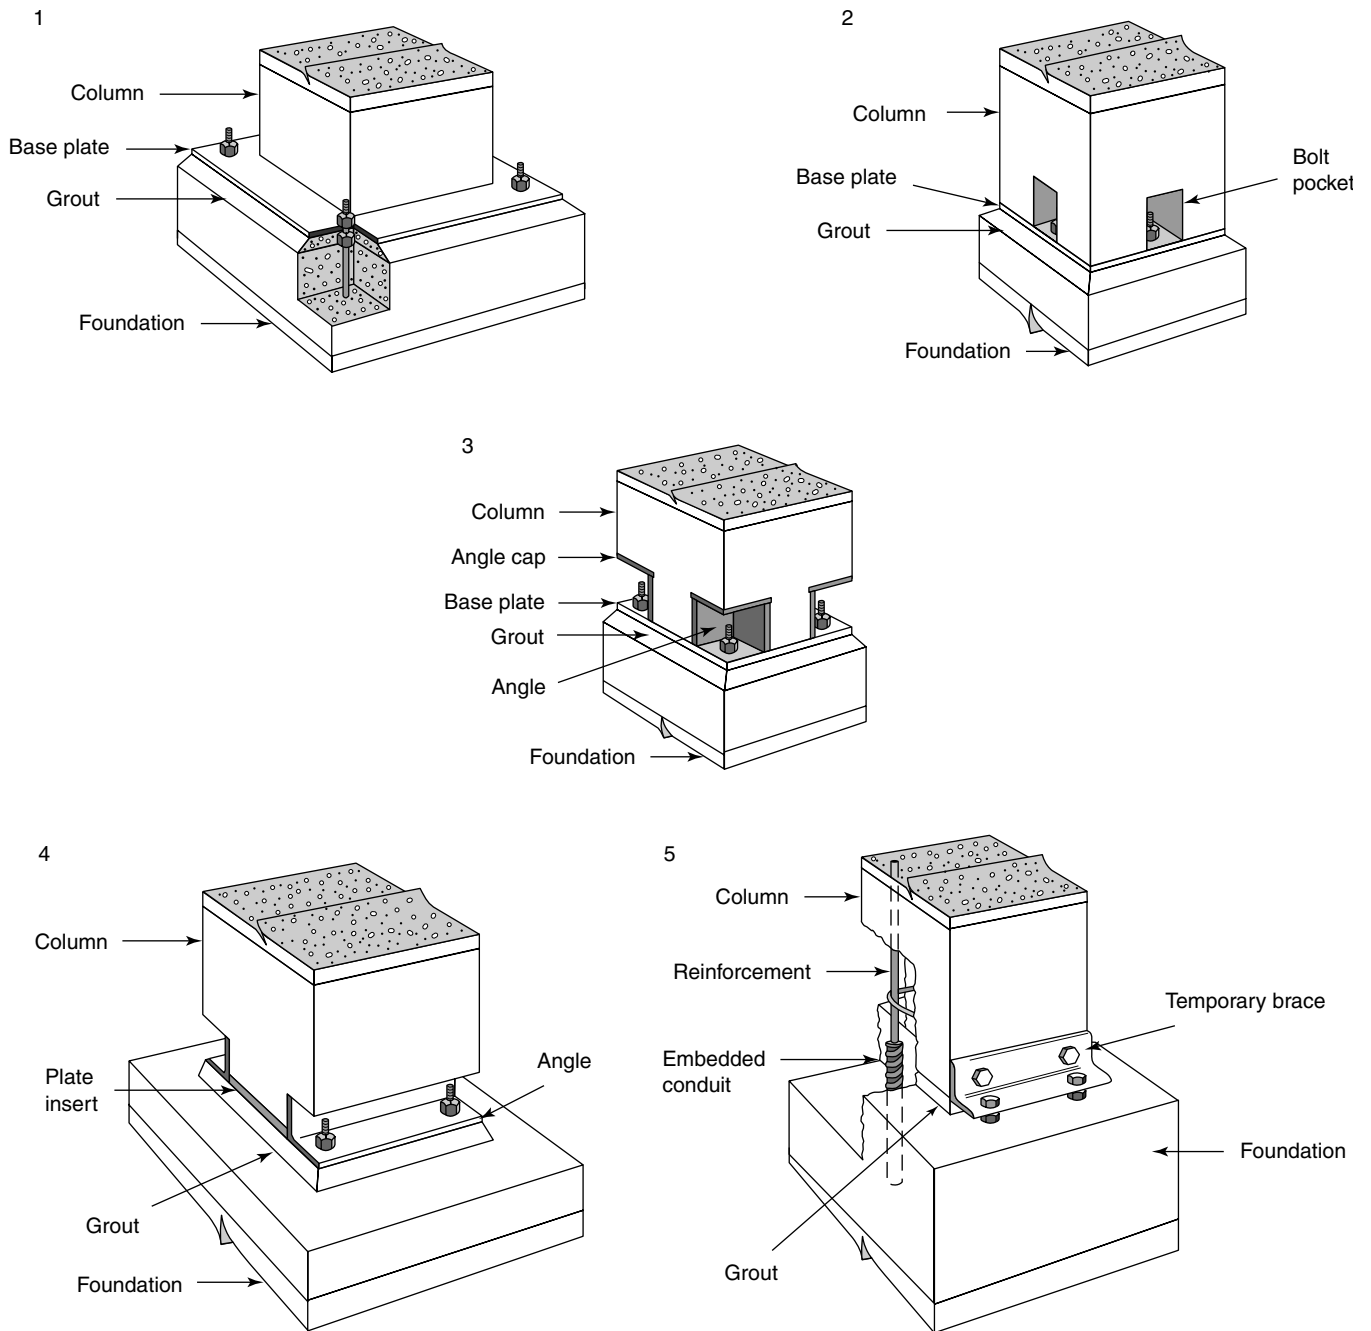 1
Column
Base plate
Grout
Foundation
2
Column
Base plate
Grout
Bolt
pocket
Foundation
3
Column
Angle cap
Base plate
Grout
Angle
Foundation
4
Column
Plate
insert
Angle
Grout
Foundation
5
Column
Reinforcement
Embedded
conduit
Temporary brace
Foundation
Grout